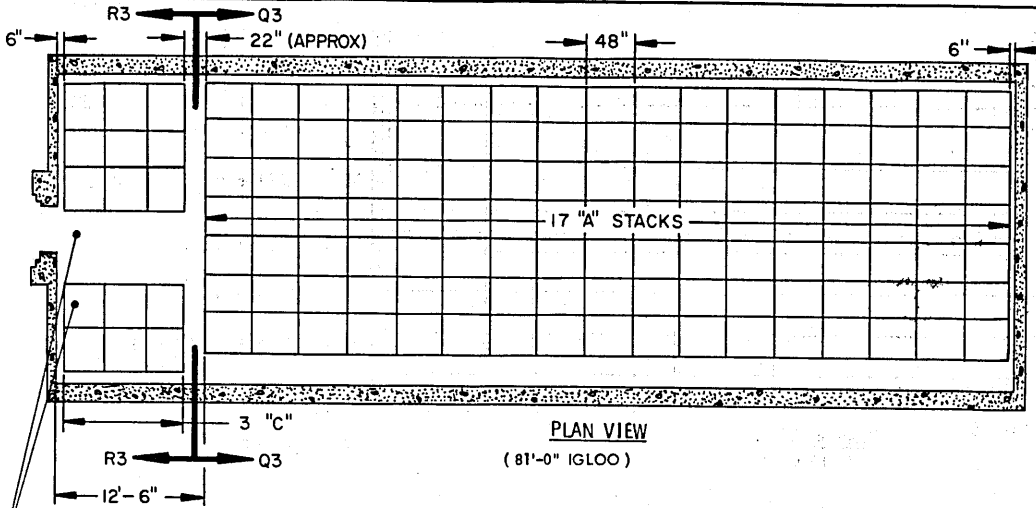 R3 Q3
6" 22" (APPROX) 48" 6"
17 "A" STACKS
3 "C"
PLAN VIEW
R3 Q3
(81'-0" IGLOO)
12'-6"